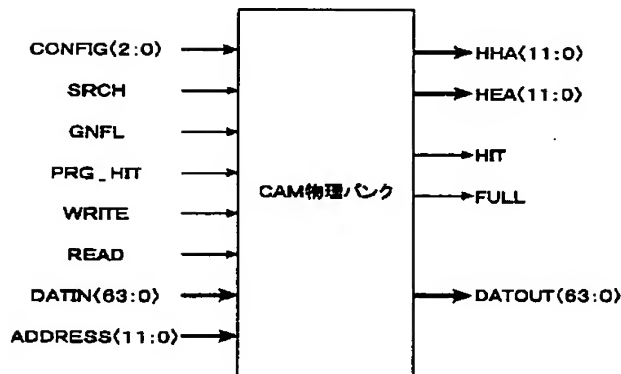 CONFIG(2:0)
SRCH
GNFL
PRG_HIT
WRITE
READ
DATIN(63:0)
ADDRESS(11:0)
CAM物理バンク
HHA(11:0)
HEA(11:0)
HIT
FULL
DATOUT(63:0)